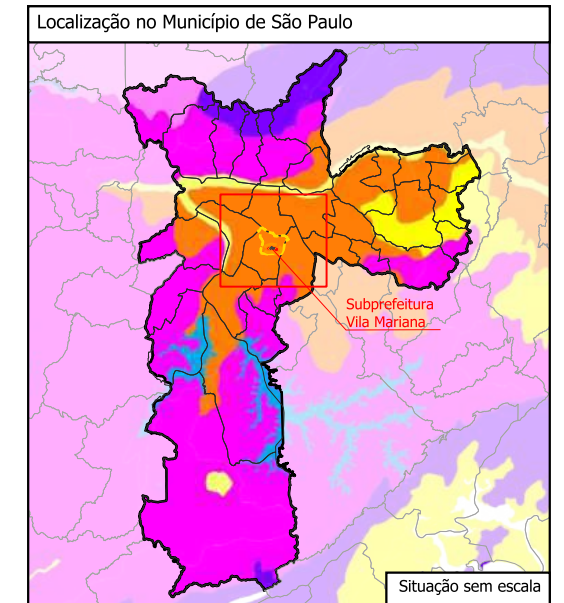 Localização no Município de São Paulo
Subprefeitura
Vila Mariana
Situação sem escala